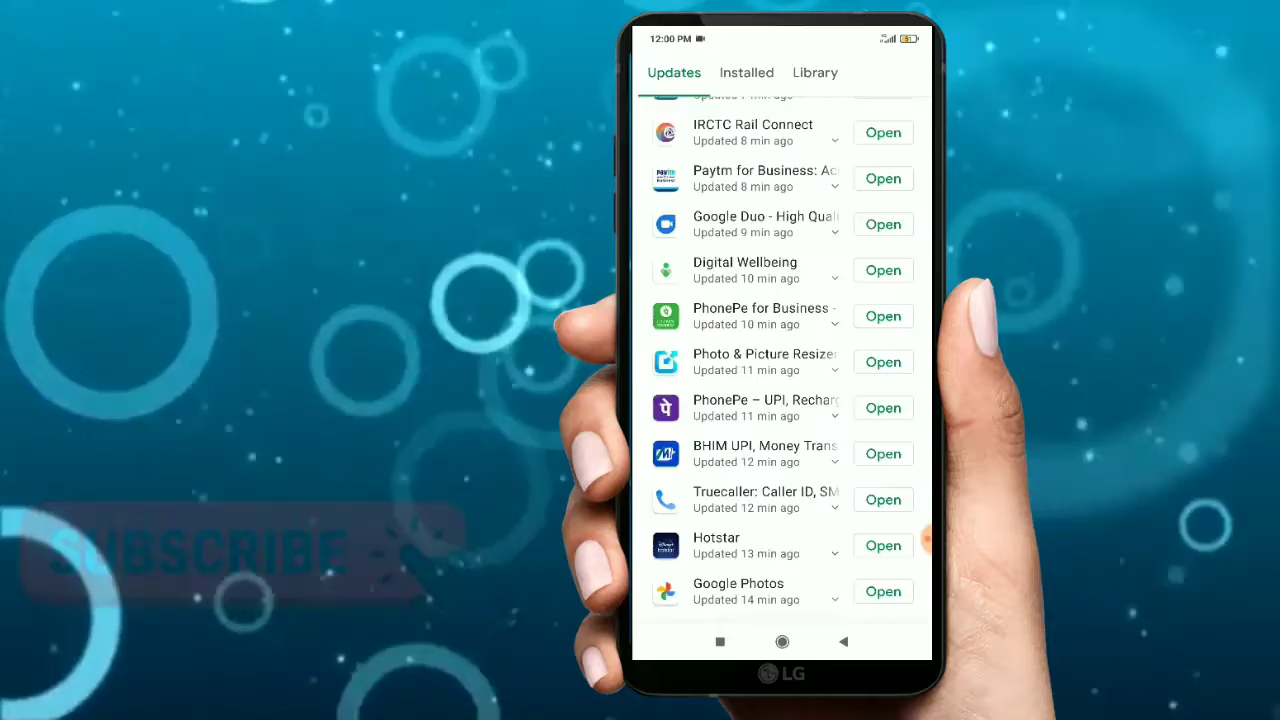 12:00 PM
Updates Installed Library
IRCTC Rail Connect
Updated 8 min ago
Open
Paytm for Business: Ac
Updated 8 min ago
Open
Google Duo - High Quali
Updated 9 min ago
Open
Digital Wellbeing
Updated 10 min ago
Open
PhonePe for Business -
Updated 10 min ago
Open
Photo & Picture Resizer
Updated 11 min ago
Open
PhonePe – UPI, Recharg
Updated 11 min ago
Open
BHIM UPI, Money Trans
Updated 12 min ago
Open
Truecaller: Caller ID, SM
Updated 12 min ago
Open
Hotstar
Updated 13 min ago
Open
Google Photos
Updated 14 min ago
Open
SUBSCRIBE
LG